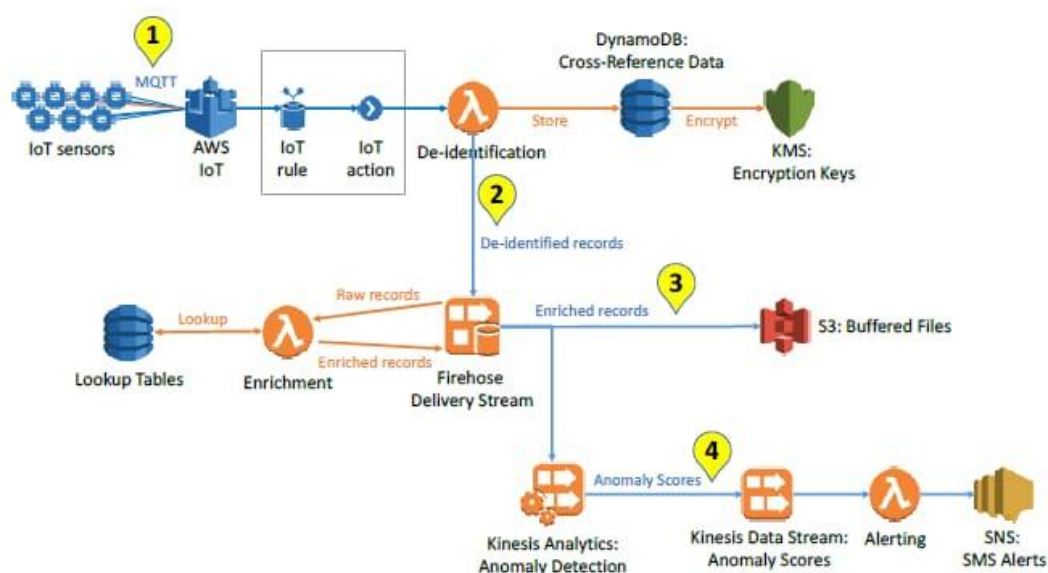 1
MQTT
IoT sensors
AWS
IoT
IoT
rule
IoT
action
De-identification
Store
DynamoDB:
Cross-Reference Data
Encrypt
KMS:
Encryption Keys
2
De-identified records
3
Lookup
Raw records
Enriched records
Enriched records
S3: Buffered Files
Lookup Tables
Enrichment
Firehose
Delivery Stream
4
Anomaly Scores
Kinesis Analytics:
Anomaly Detection
Kinesis Data Stream:
Anomaly Scores
Alerting
SNS:
SMS Alerts